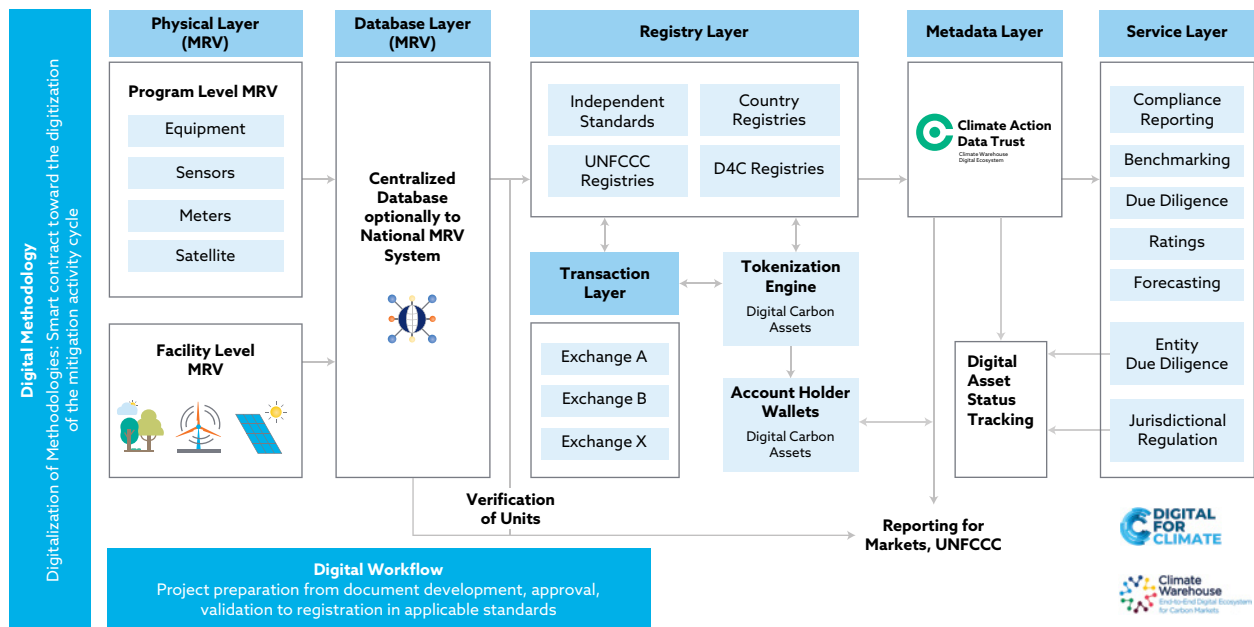 Digital Methodology
Digitalization of Methodologies: Smart contract toward the digitization
of the mitigation activity cycle
Physical Layer
(MRV)
Program Level MRV
Equipment
Sensors
Meters
Satellite
Facility Level
MRV
Database Layer
(MRV)
Centralized
Database
optionally to
National MRV
System
Registry Layer
Independent
Standards
Country
Registries
UNFCCC
Registries
D4C Registries
Transaction
Layer
Exchange A
Exchange B
Exchange X
Tokenization
Engine
Digital Carbon
Assets
Account Holder
Wallets
Digital Carbon
Assets
Metadata Layer
Climate Action
Data Trust
Climate Warehouse
Digital Ecosystem
Digital
Asset
Status
Tracking
Service Layer
Compliance
Reporting
Benchmarking
Due Diligence
Ratings
Forecasting
Entity
Due Diligence
Jurisdictional
Regulation
Verification
of Units
Reporting for
Markets, UNFCCC
Digital Workflow
Project preparation from document development, approval,
validation to registration in applicable standards
DIGITAL
FOR
CLIMATE
Climate
Warehouse
End-to-End Digital Ecosystem
for Carbon Markets